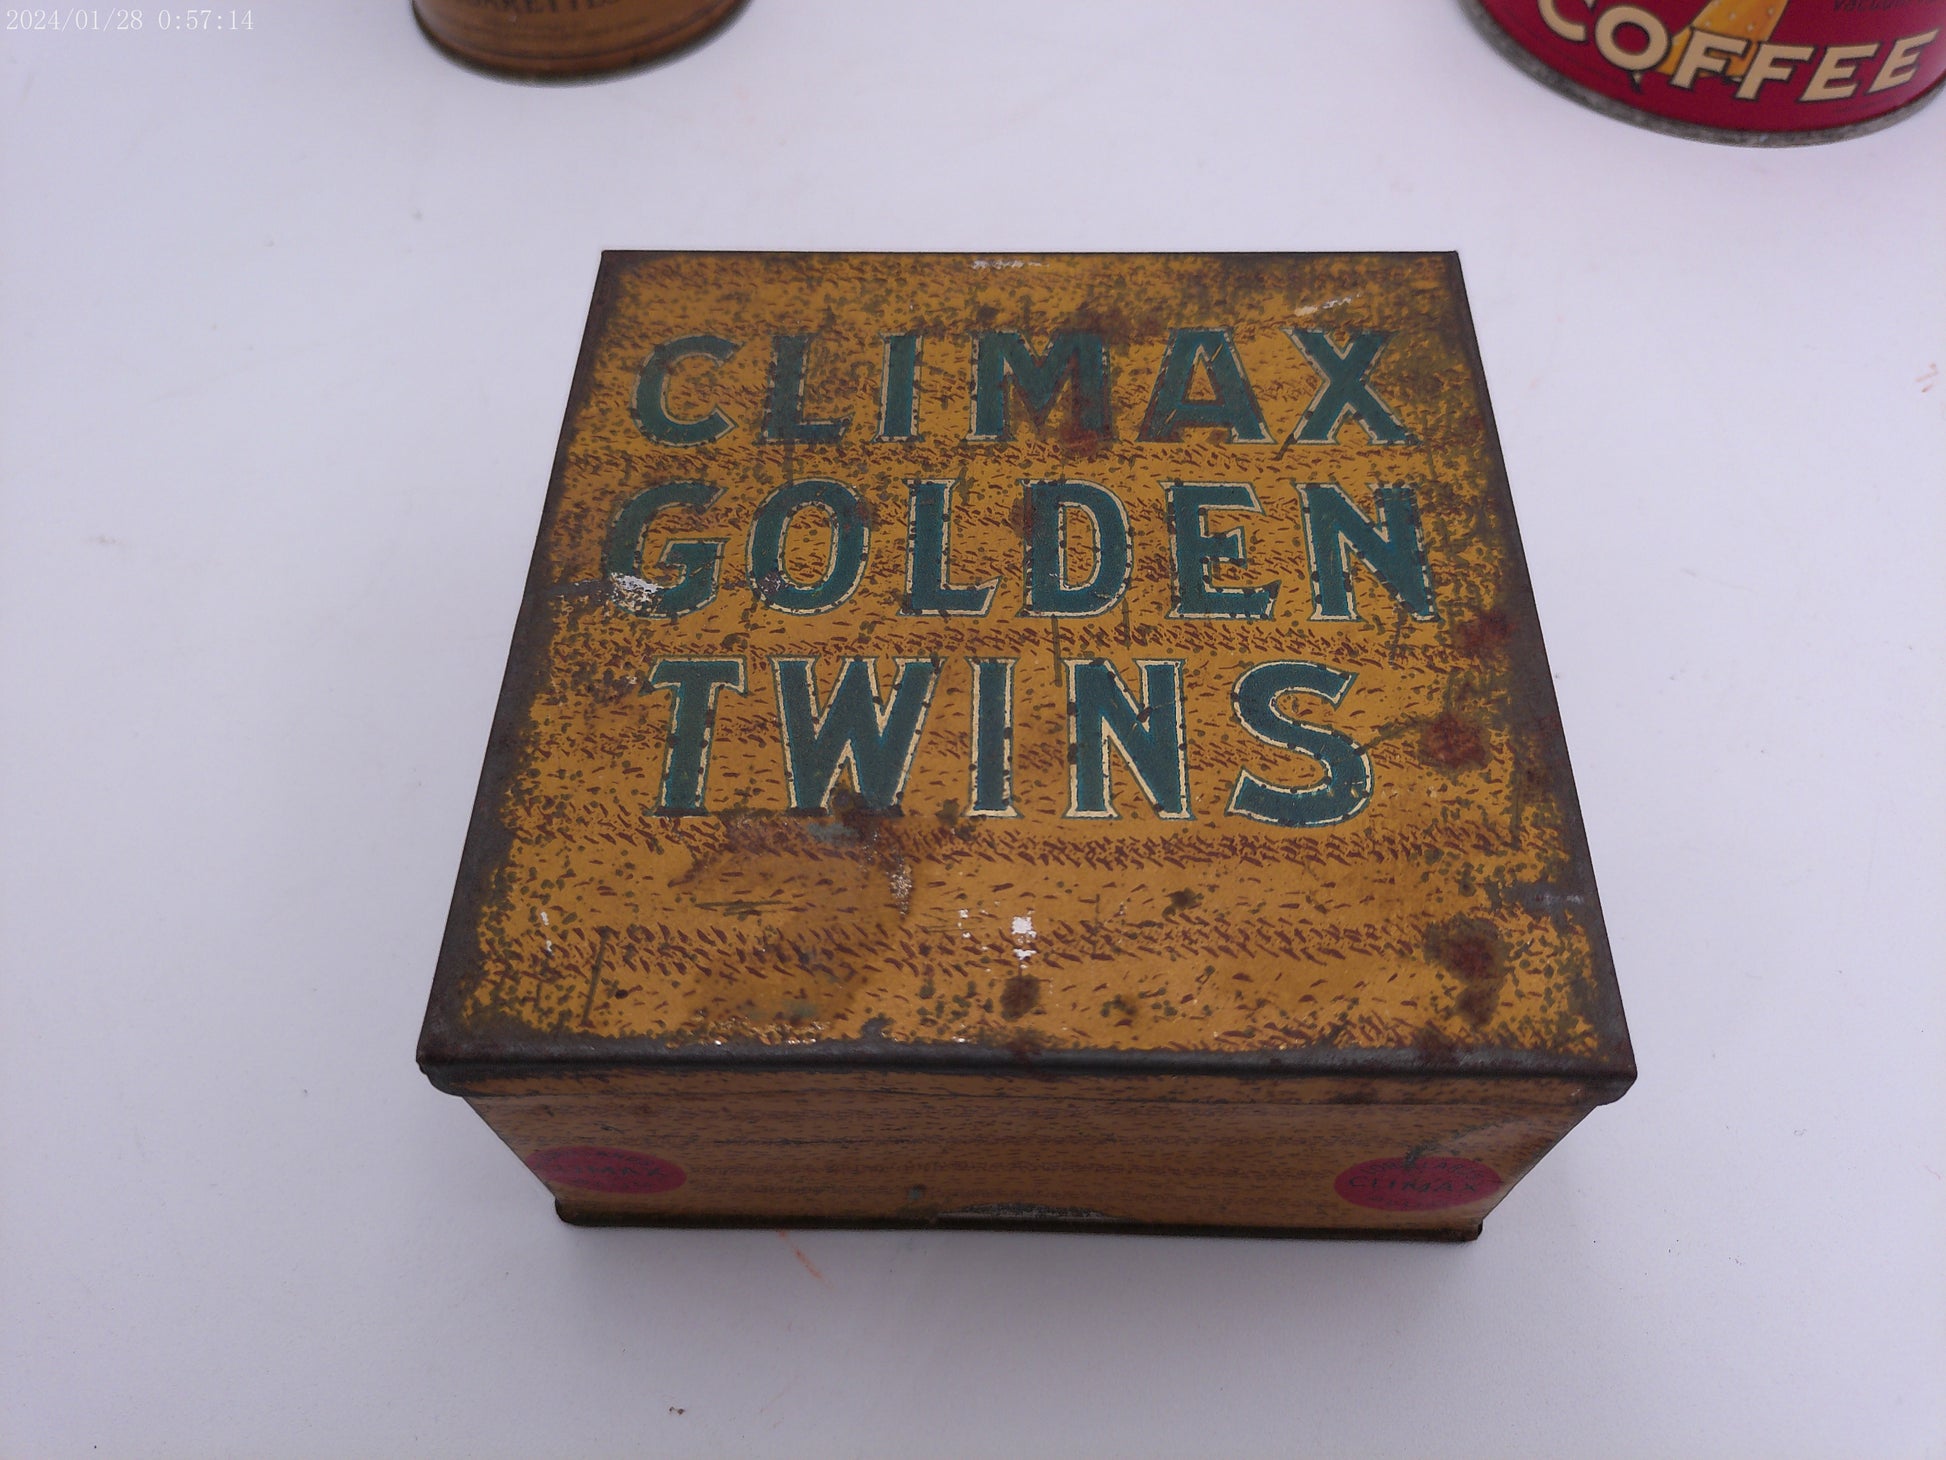 2024/01/28 0:57:14
COFFEE
CLIMAX
GOLDEN
TWINS
CLIMAX
CLIMAX